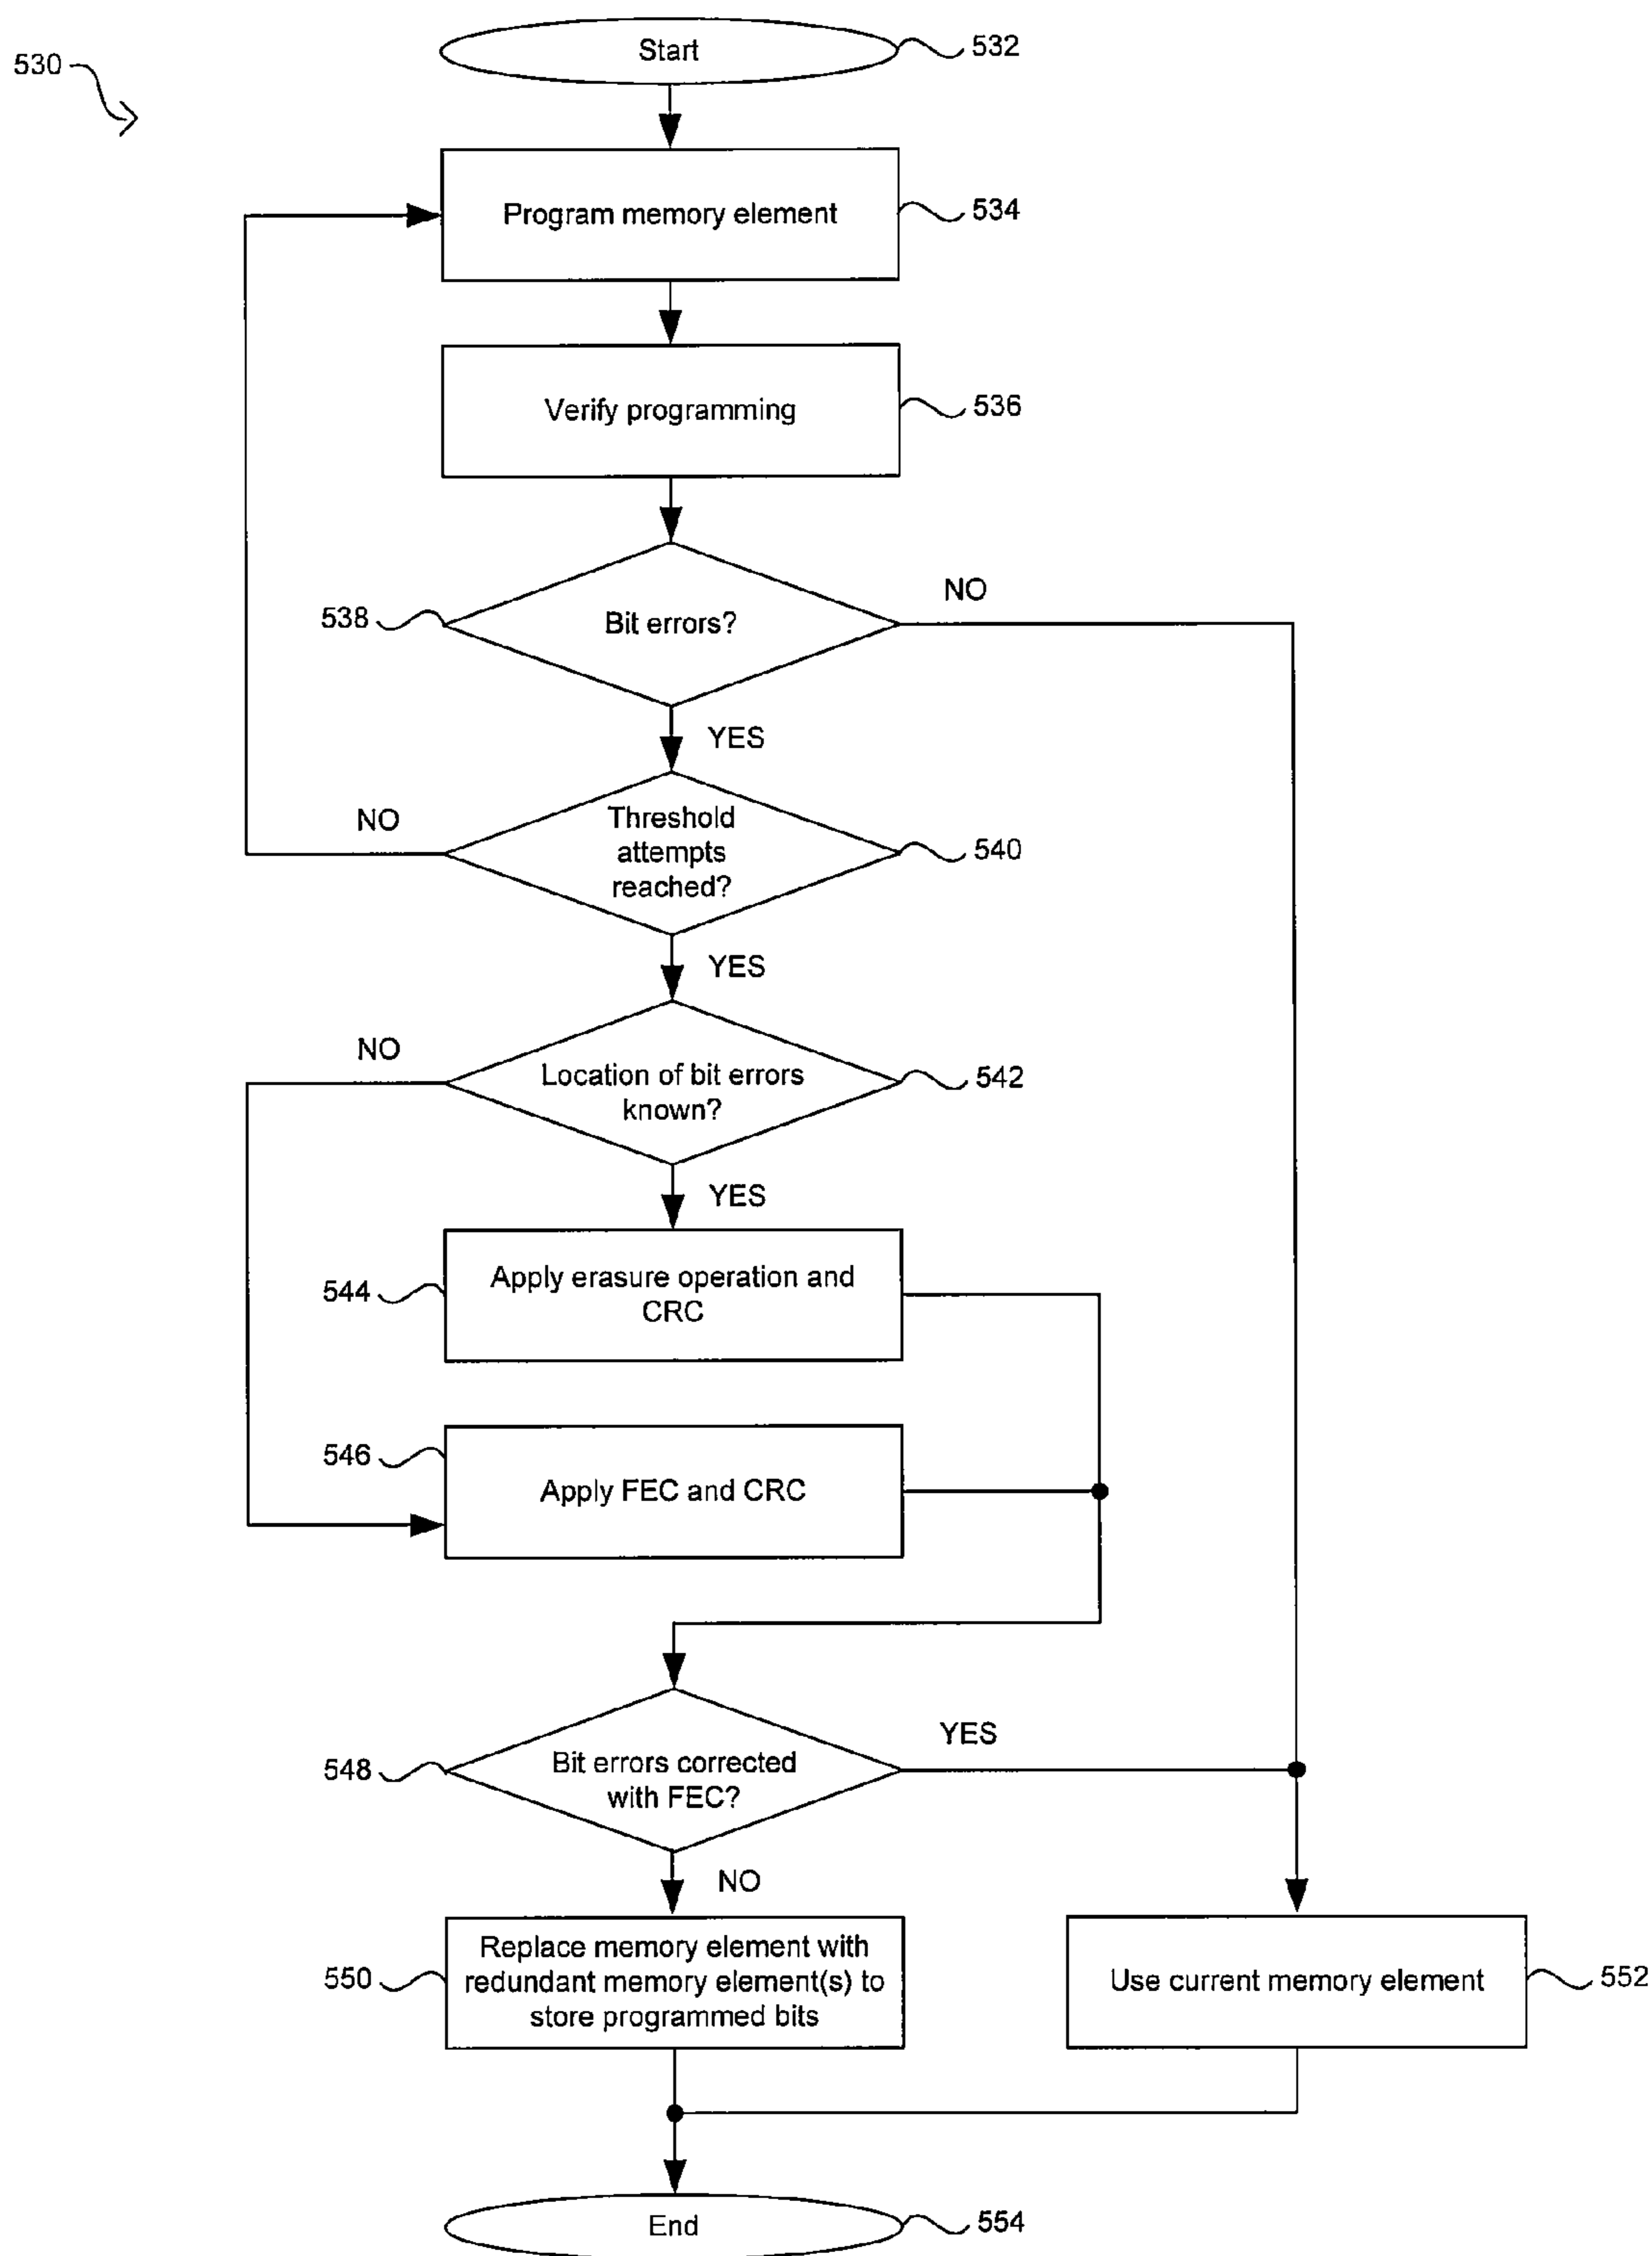 Start
532
530
Program memory element
534
Verify programming
536
NO
538
Bit errors?
YES
Threshold
attempts
reached?
NO
540
YES
NO
Location of bit errors
known?
542
YES
544
Apply erasure operation and
CRC
546
Apply FEC and CRC
YES
548
Bit errors corrected
with FEC?
NO
550
Replace memory element with
redundant memory element(s) to
store programmed bits
Use current memory element
552
End
554